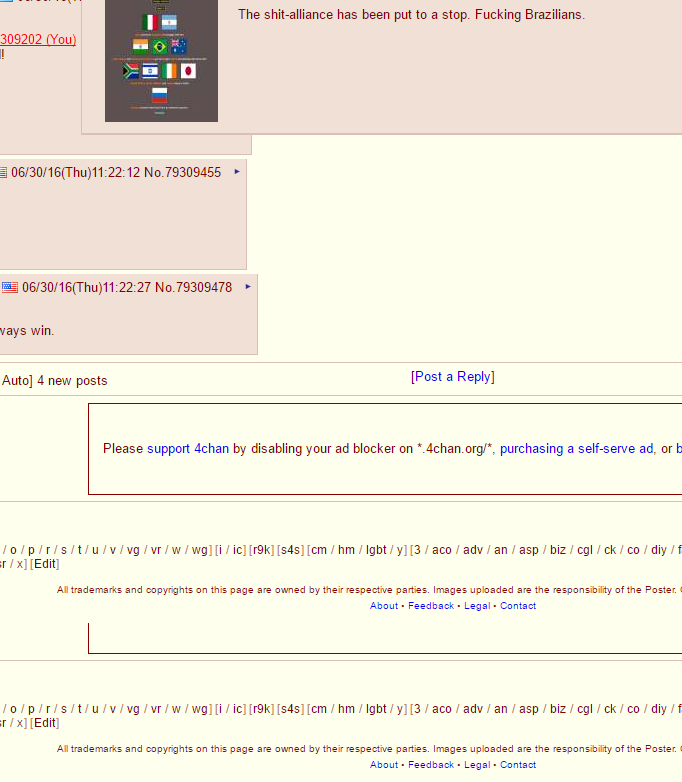 06/30/16(
The shit-alliance has been put to a stop. Fucking Brazilians.
309202 (You)
!
06/30/16(Thu)11:22:12 No.79309455
06/30/16(Thu)11:22:27 No.79309478
ways win.
Auto] 4 new posts
[Post a Reply]
Please support 4chan by disabling your ad blocker on *.4chan.org/*, purchasing a self-serve ad, or b
/ o / p / r / s / t / u / v / vg / vr / w / wg] [i / ic] [r9k] [s4s] [cm / hm / lgbt / y] [3 / aco / adv / an / asp / biz / cgl / ck / co / diy / f
sr / x] [Edit]
All trademarks and copyrights on this page are owned by their respective parties. Images uploaded are the responsibility of the Poster.
About • Feedback • Legal • Contact
/ o / p / r / s / t / u / v / vg / vr / w / wg] [i / ic] [r9k] [s4s] [cm / hm / lgbt / y] [3 / aco / adv / an / asp / biz / cgl / ck / co / diy / f
sr / x] [Edit]
All trademarks and copyrights on this page are owned by their respective parties. Images uploaded are the responsibility of the Poster.
About • Feedback • Legal • Contact